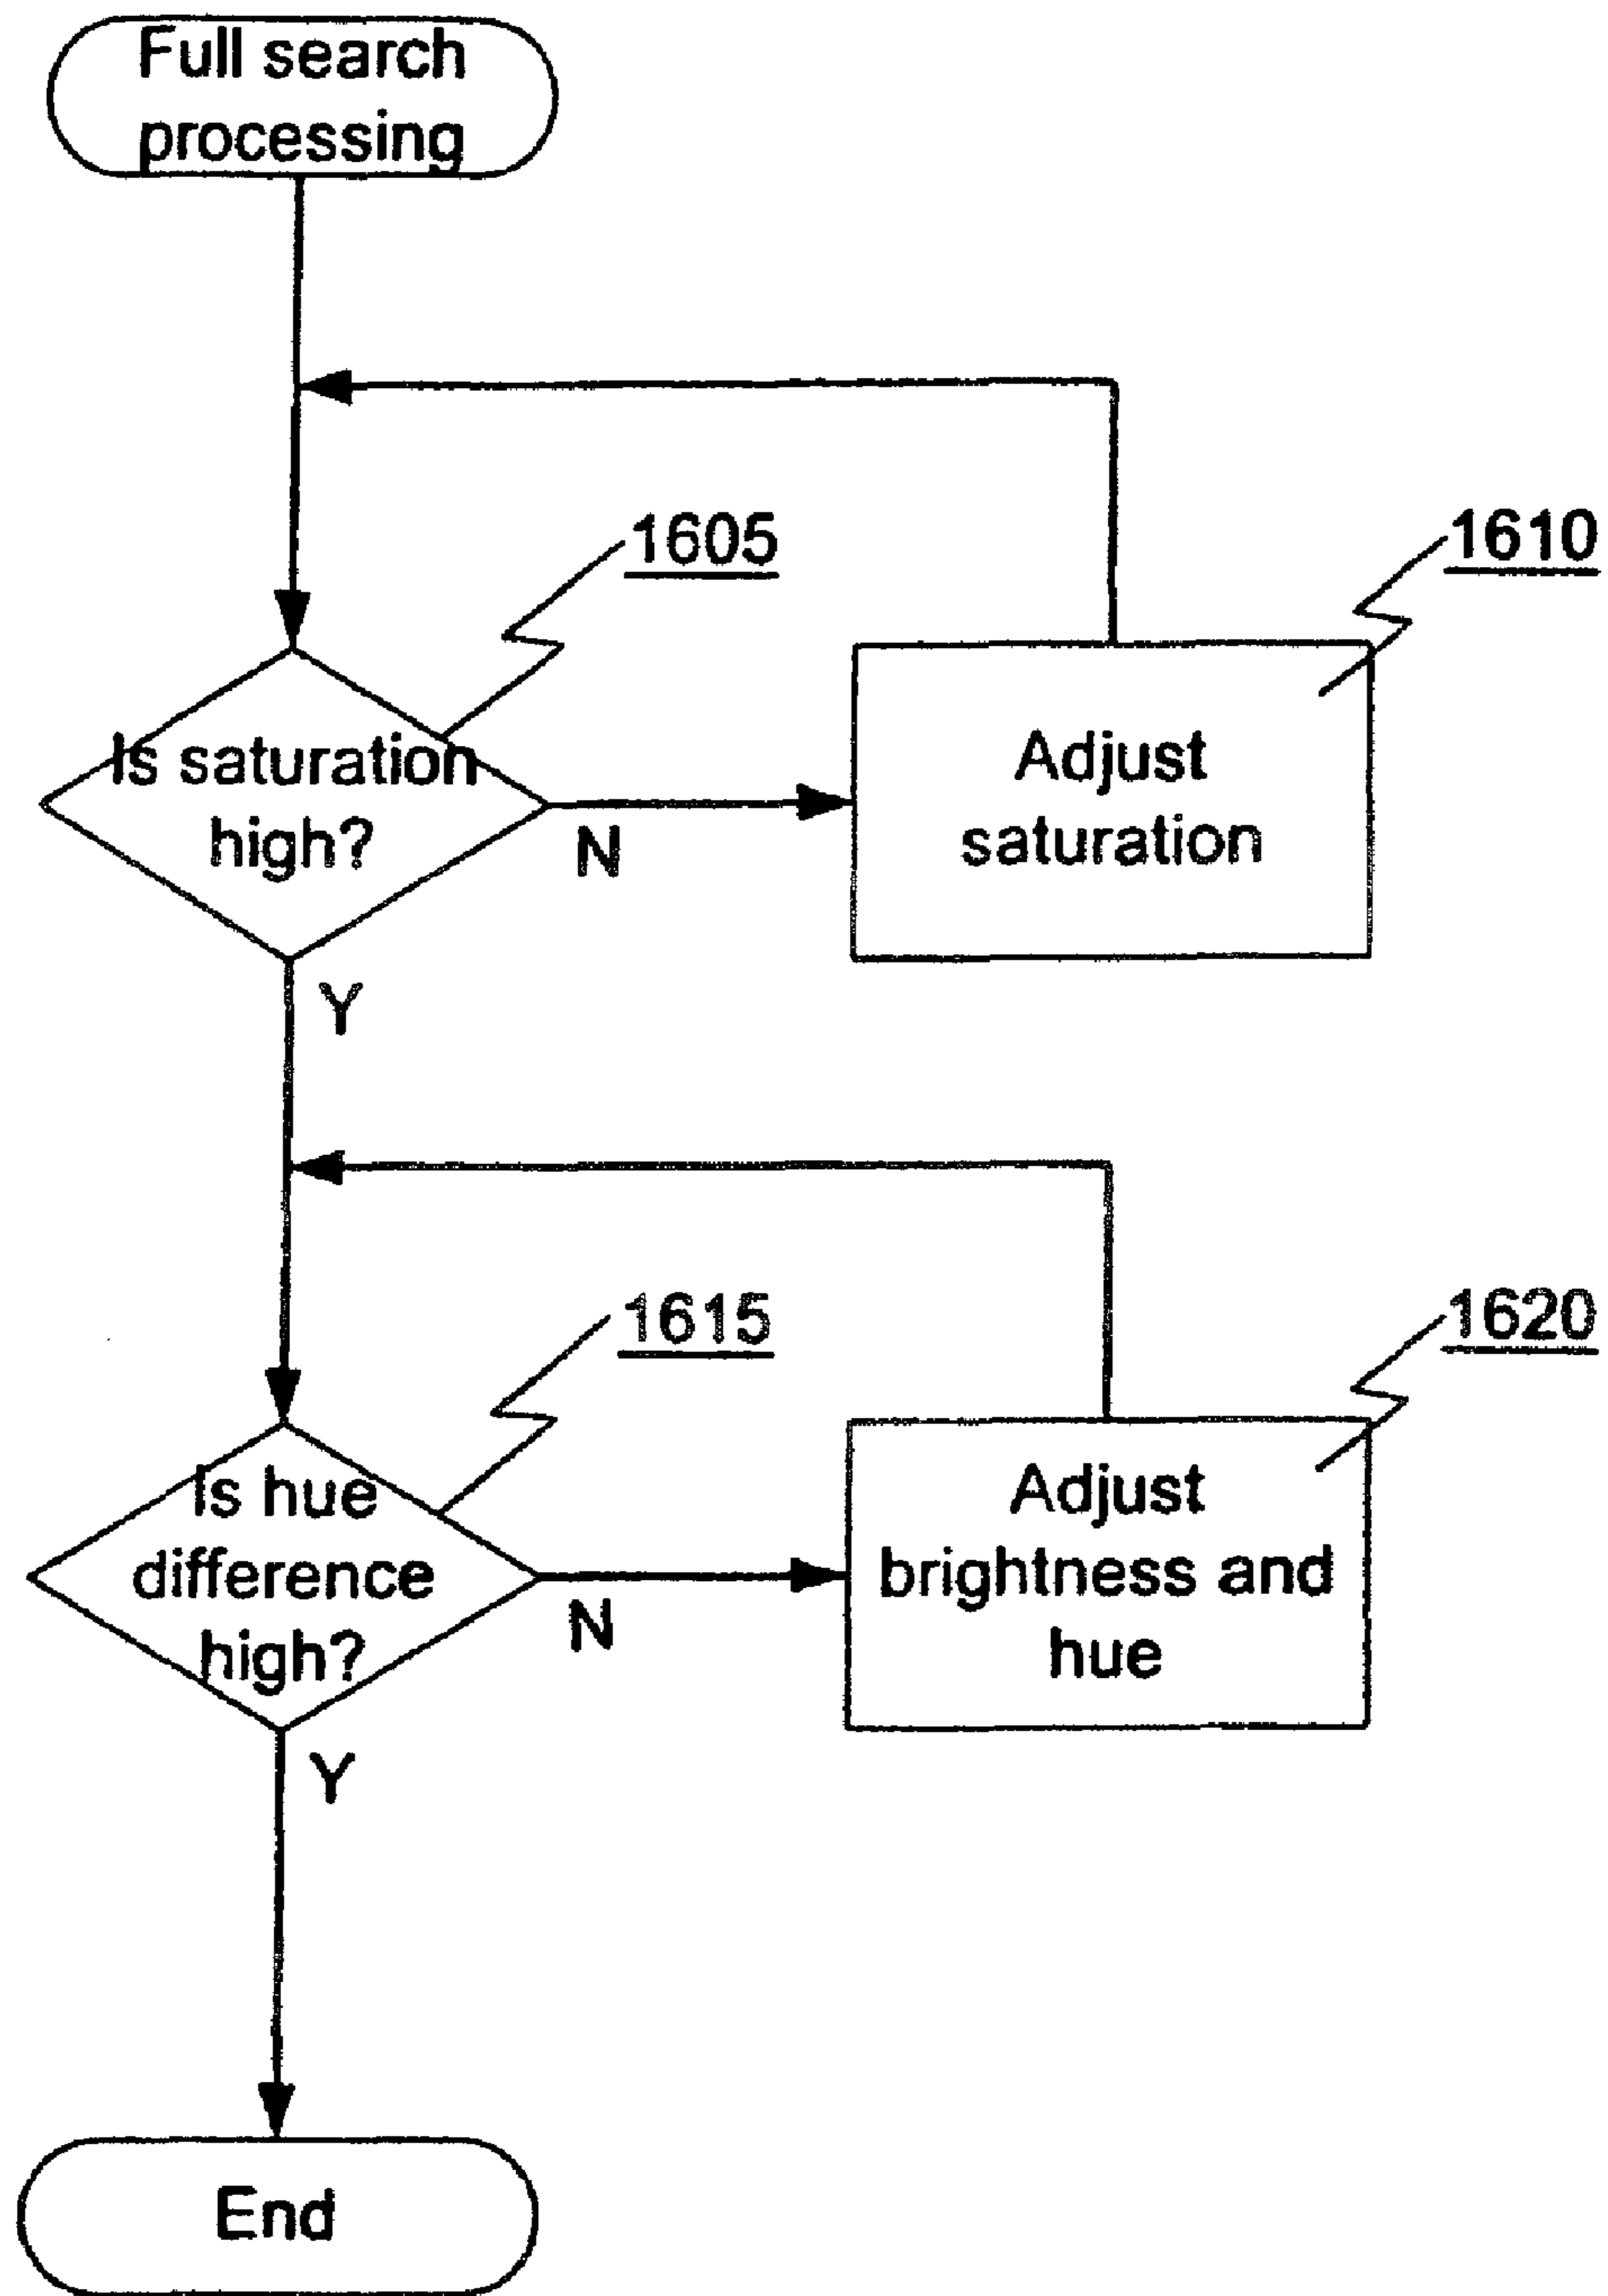 Full search
processing
1605
1610
Is saturation
high?
N
Adjust
saturation
Y
1615
1620
Is hue
difference
high?
N
Adjust
brightness and
hue
Y
End